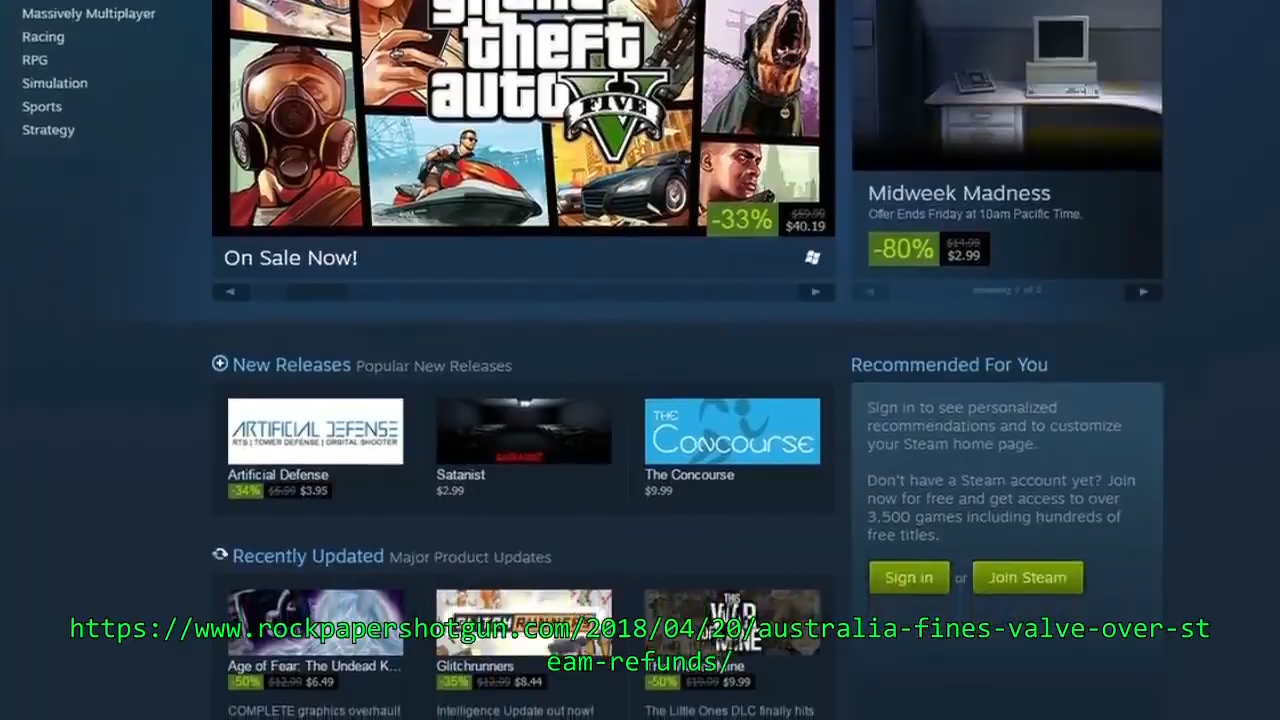 Massively Multiplayer
Racing
RPG
Simulation
Sports
Strategy
grand
theft
auto
FIVE
-33% $59.99
$40.19
On Sale Now!
Midweek Madness
Offer Ends Friday at 10am Pacific Time.
-80% $14.99
$2.99
New Releases Popular New Releases
ARTIFICIAL DEFENSE
RTS | TOWER DEFENSE | ORBITAL SHOOTER
Artificial Defense
-34% $5.99 $3.95
Satanist
$2.99
THE
CONCOURSE
The Concourse
$9.99
Recommended For You
Sign in to see personalized
recommendations and to customize
your Steam home page.
Don't have a Steam account yet? Join
now for free and get access to over
3,500 games including hundreds of
free titles.
Sign in or Join Steam
Recently Updated Major Product Updates
Age of Fear: The Undead K...
-50% $12.99 $6.49
COMPLETE graphics overhaul!
Glitchrunners
-35% $12.99 $8.44
Intelligence Update out now!
THIS
WAR
-50% $19.99 $9.99
The Little Ones DLC finally hits
https://www.rockpapershotgun.com/2018/04/20/australia-fines-valve-over-st
eam-refunds/